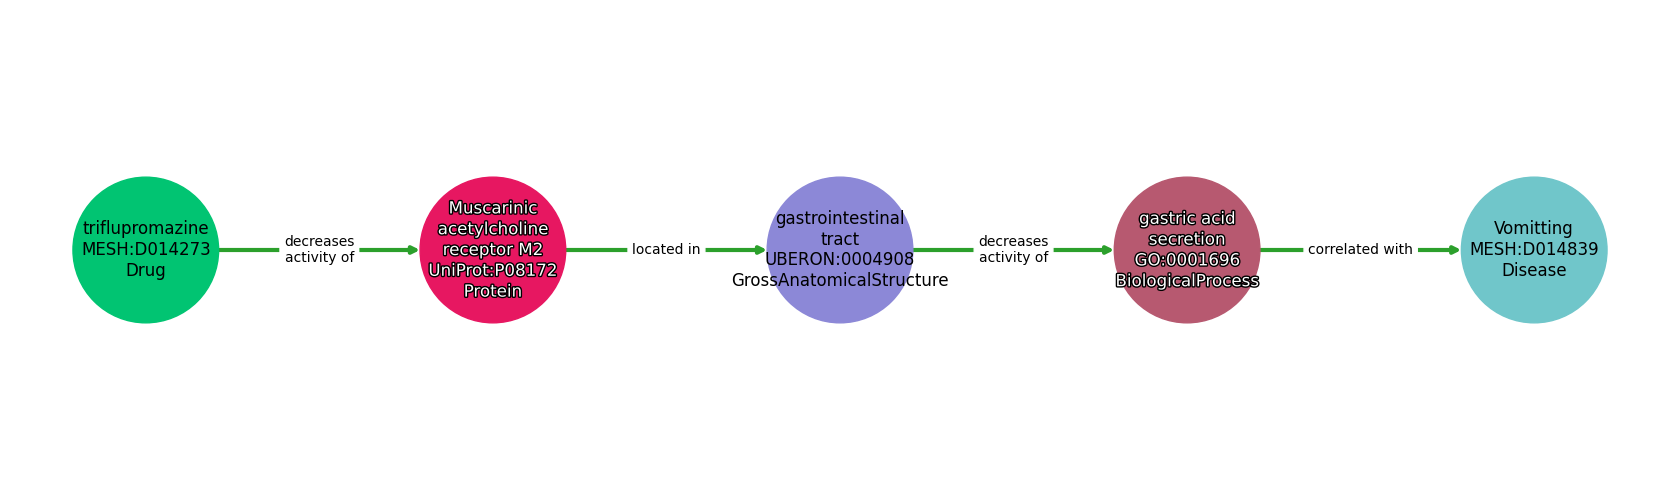 triflupromazine
MESH:D014273
Drug
decreases
activity of
Muscarinic
acetylcholine
receptor M2
UniProt:P08172
Protein
located in
gastrointestinal
tract
UBERON:0004908
GrossAnatomicalStructure
decreases
activity of
gastric acid
secretion
GO:0001696
BiologicalProcess
correlated with
Vomitting
MESH:D014839
Disease